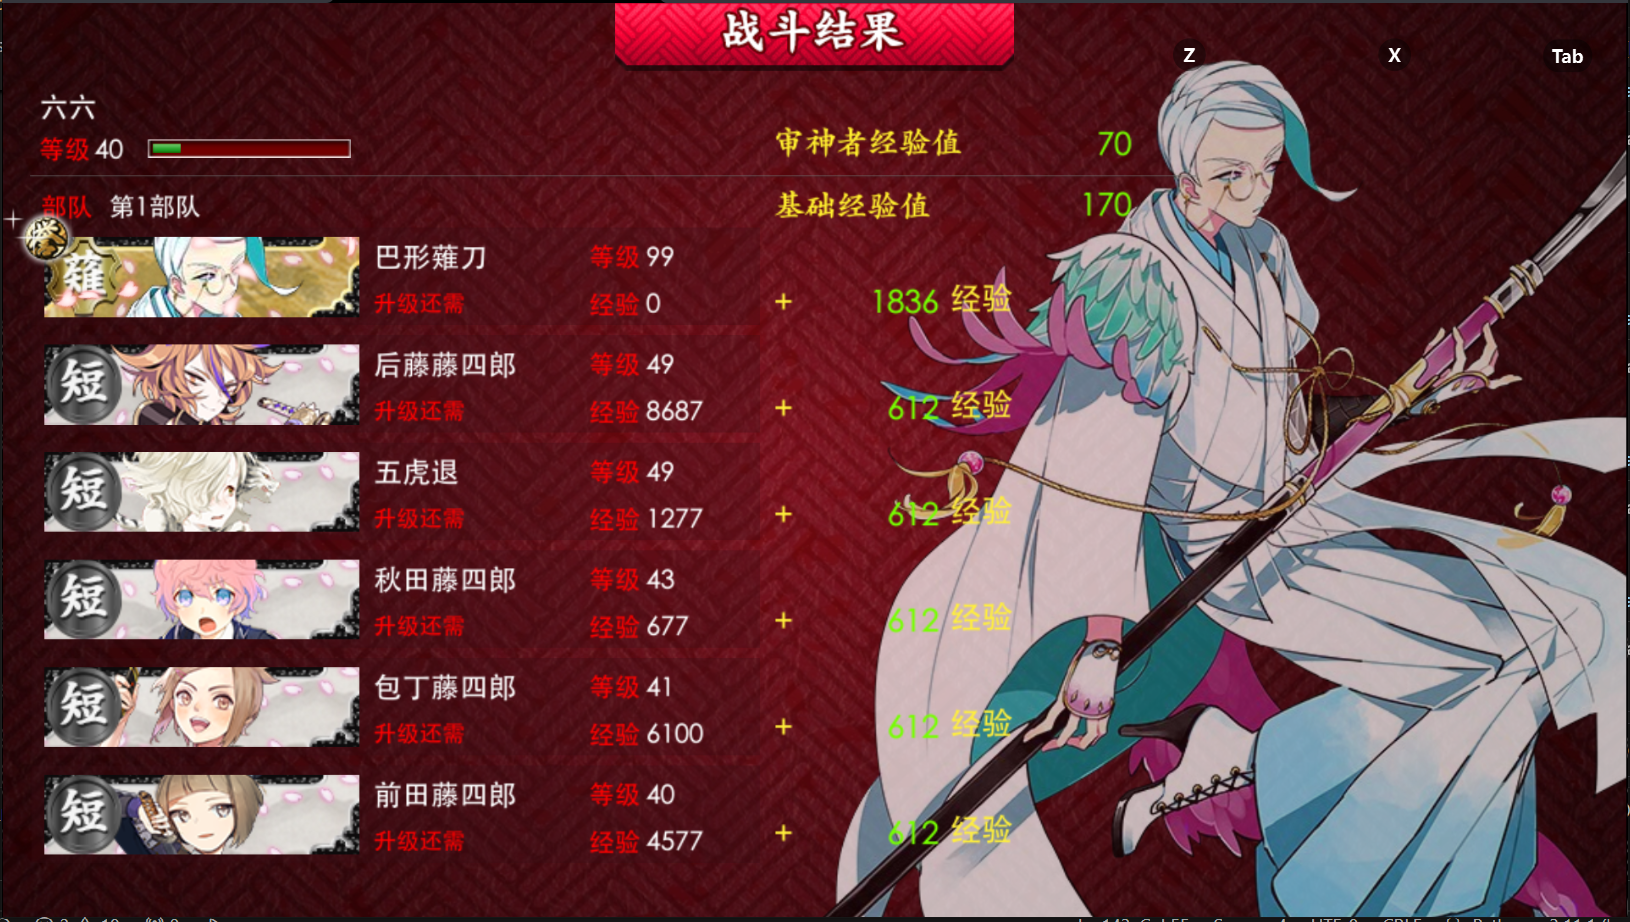 战斗结果
Z
X
Tab
六六
等级 40
审神者经验值 70
部队 第1部队
基础经验值 170
誉
薙
巴形薙刀 等级 99
升级还需 经验 0 + 1836 经验
短
后藤藤四郎 等级 49
升级还需 经验 8687 + 612 经验
短
五虎退 等级 49
升级还需 经验 1277 + 612 经验
短
秋田藤四郎 等级 43
升级还需 经验 677 + 612 经验
短
包丁藤四郎 等级 41
升级还需 经验 6100 + 612 经验
短
前田藤四郎 等级 40
升级还需 经验 4577 + 612 经验